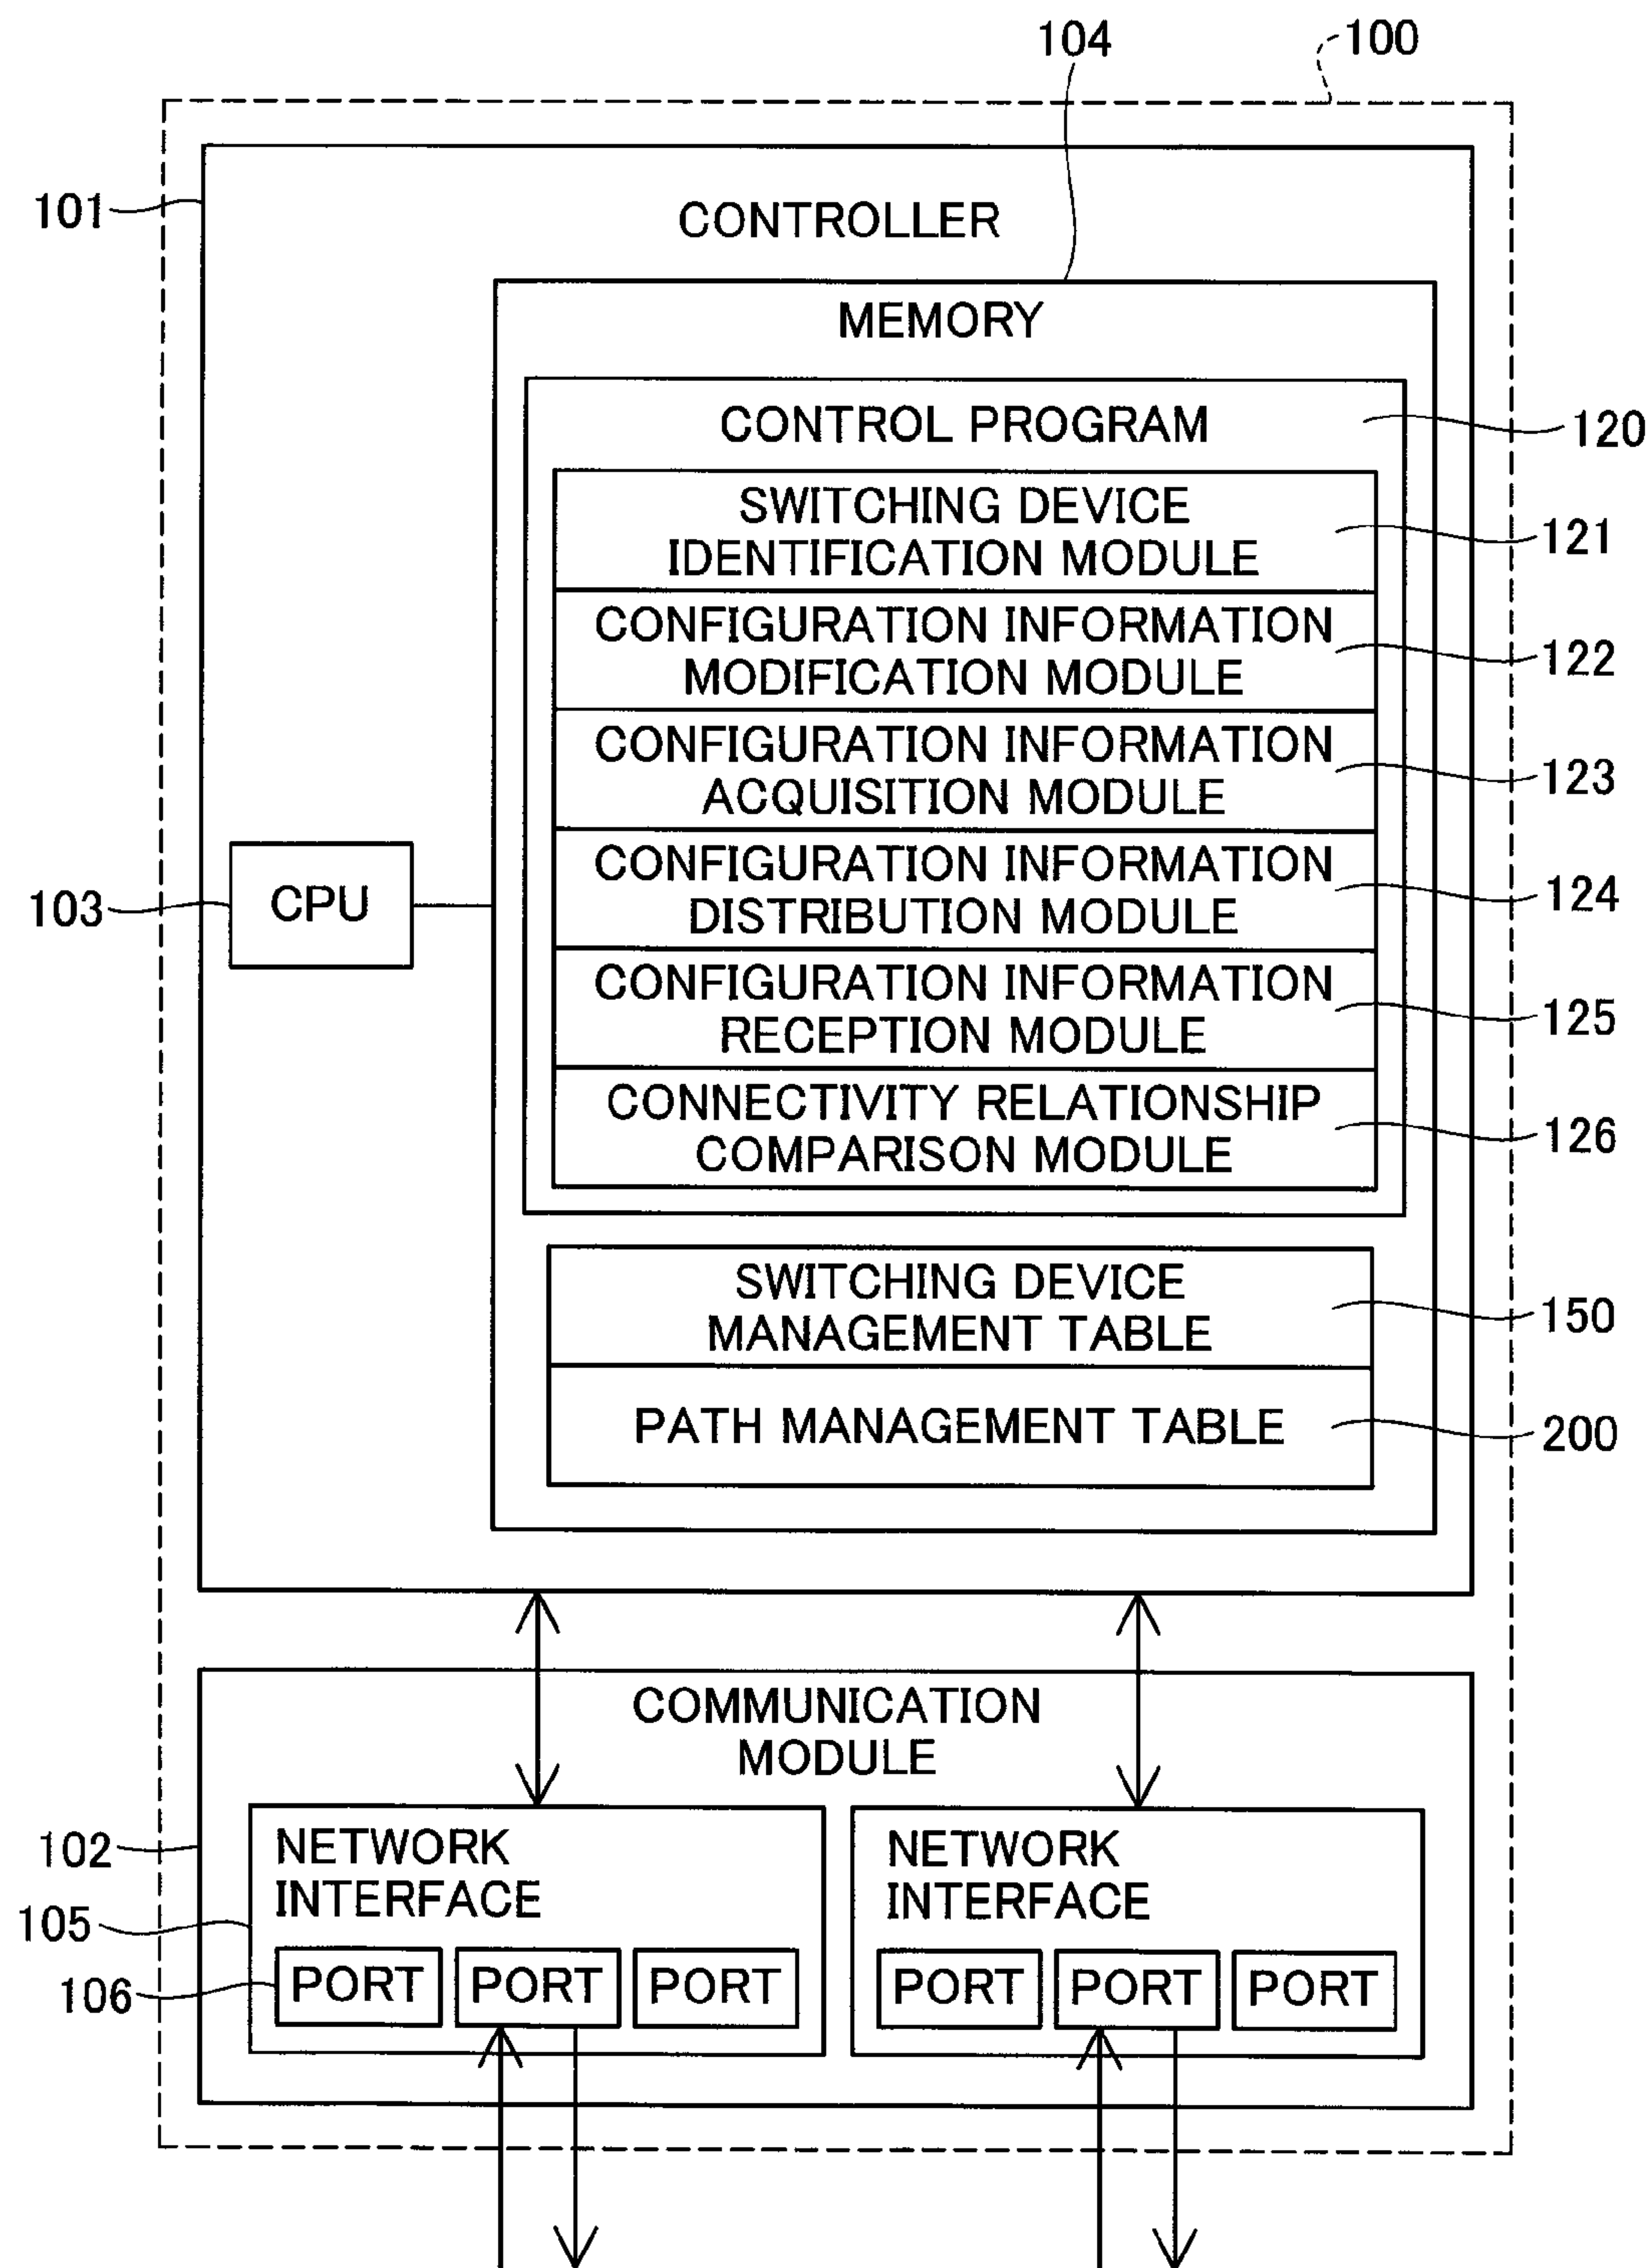 104
100
101
CONTROLLER
MEMORY
CONTROL PROGRAM
120
SWITCHING DEVICE
IDENTIFICATION MODULE
121
CONFIGURATION INFORMATION
MODIFICATION MODULE
122
CONFIGURATION INFORMATION
ACQUISITION MODULE
123
103
CPU
CONFIGURATION INFORMATION
DISTRIBUTION MODULE
124
CONFIGURATION INFORMATION
RECEPTION MODULE
125
CONNECTIVITY RELATIONSHIP
COMPARISON MODULE
126
SWITCHING DEVICE
MANAGEMENT TABLE
150
PATH MANAGEMENT TABLE
200
COMMUNICATION
MODULE
102
NETWORK
INTERFACE
105
106
PORT
PORT
PORT
NETWORK
INTERFACE
PORT
PORT
PORT